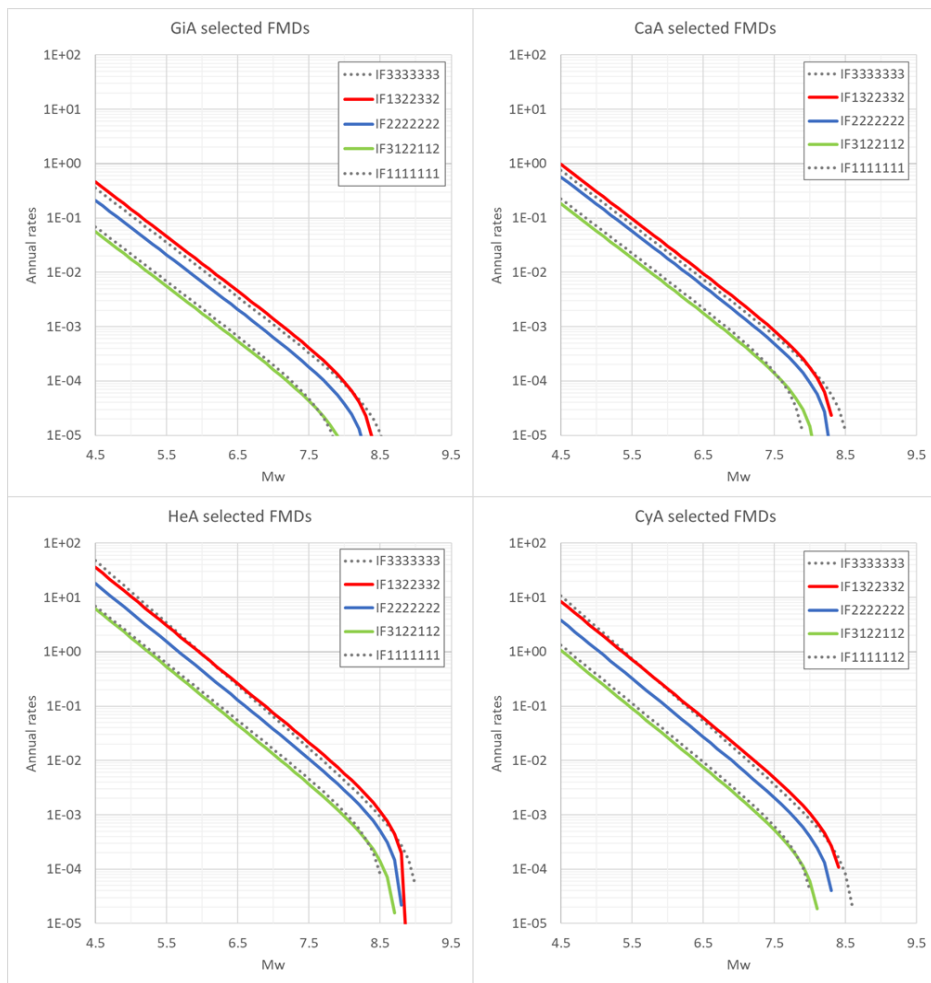 GiA selected FMDs
1E+02
1E+01
1E+00
1E-01
1E-02
1E-03
1E-04
1E-05
Annual rates
IF3333333
IF1322332
IF2222222
IF3122112
IF1111111
4.5 5.5 6.5 7.5 8.5 9.5
Mw
CaA selected FMDs
1E+02
1E+01
1E+00
1E-01
1E-02
1E-03
1E-04
1E-05
Annual rates
IF3333333
IF1322332
IF2222222
IF3122112
IF1111111
4.5 5.5 6.5 7.5 8.5 9.5
Mw
HeA selected FMDs
1E+02
1E+01
1E+00
1E-01
1E-02
1E-03
1E-04
1E-05
Annual rates
IF3333333
IF1322332
IF2222222
IF3122112
IF1111111
4.5 5.5 6.5 7.5 8.5 9.5
Mw
CyA selected FMDs
1E+02
1E+01
1E+00
1E-01
1E-02
1E-03
1E-04
1E-05
Annual rates
IF3333333
IF1322332
IF2222222
IF3122112
IF1111112
4.5 5.5 6.5 7.5 8.5 9.5
Mw